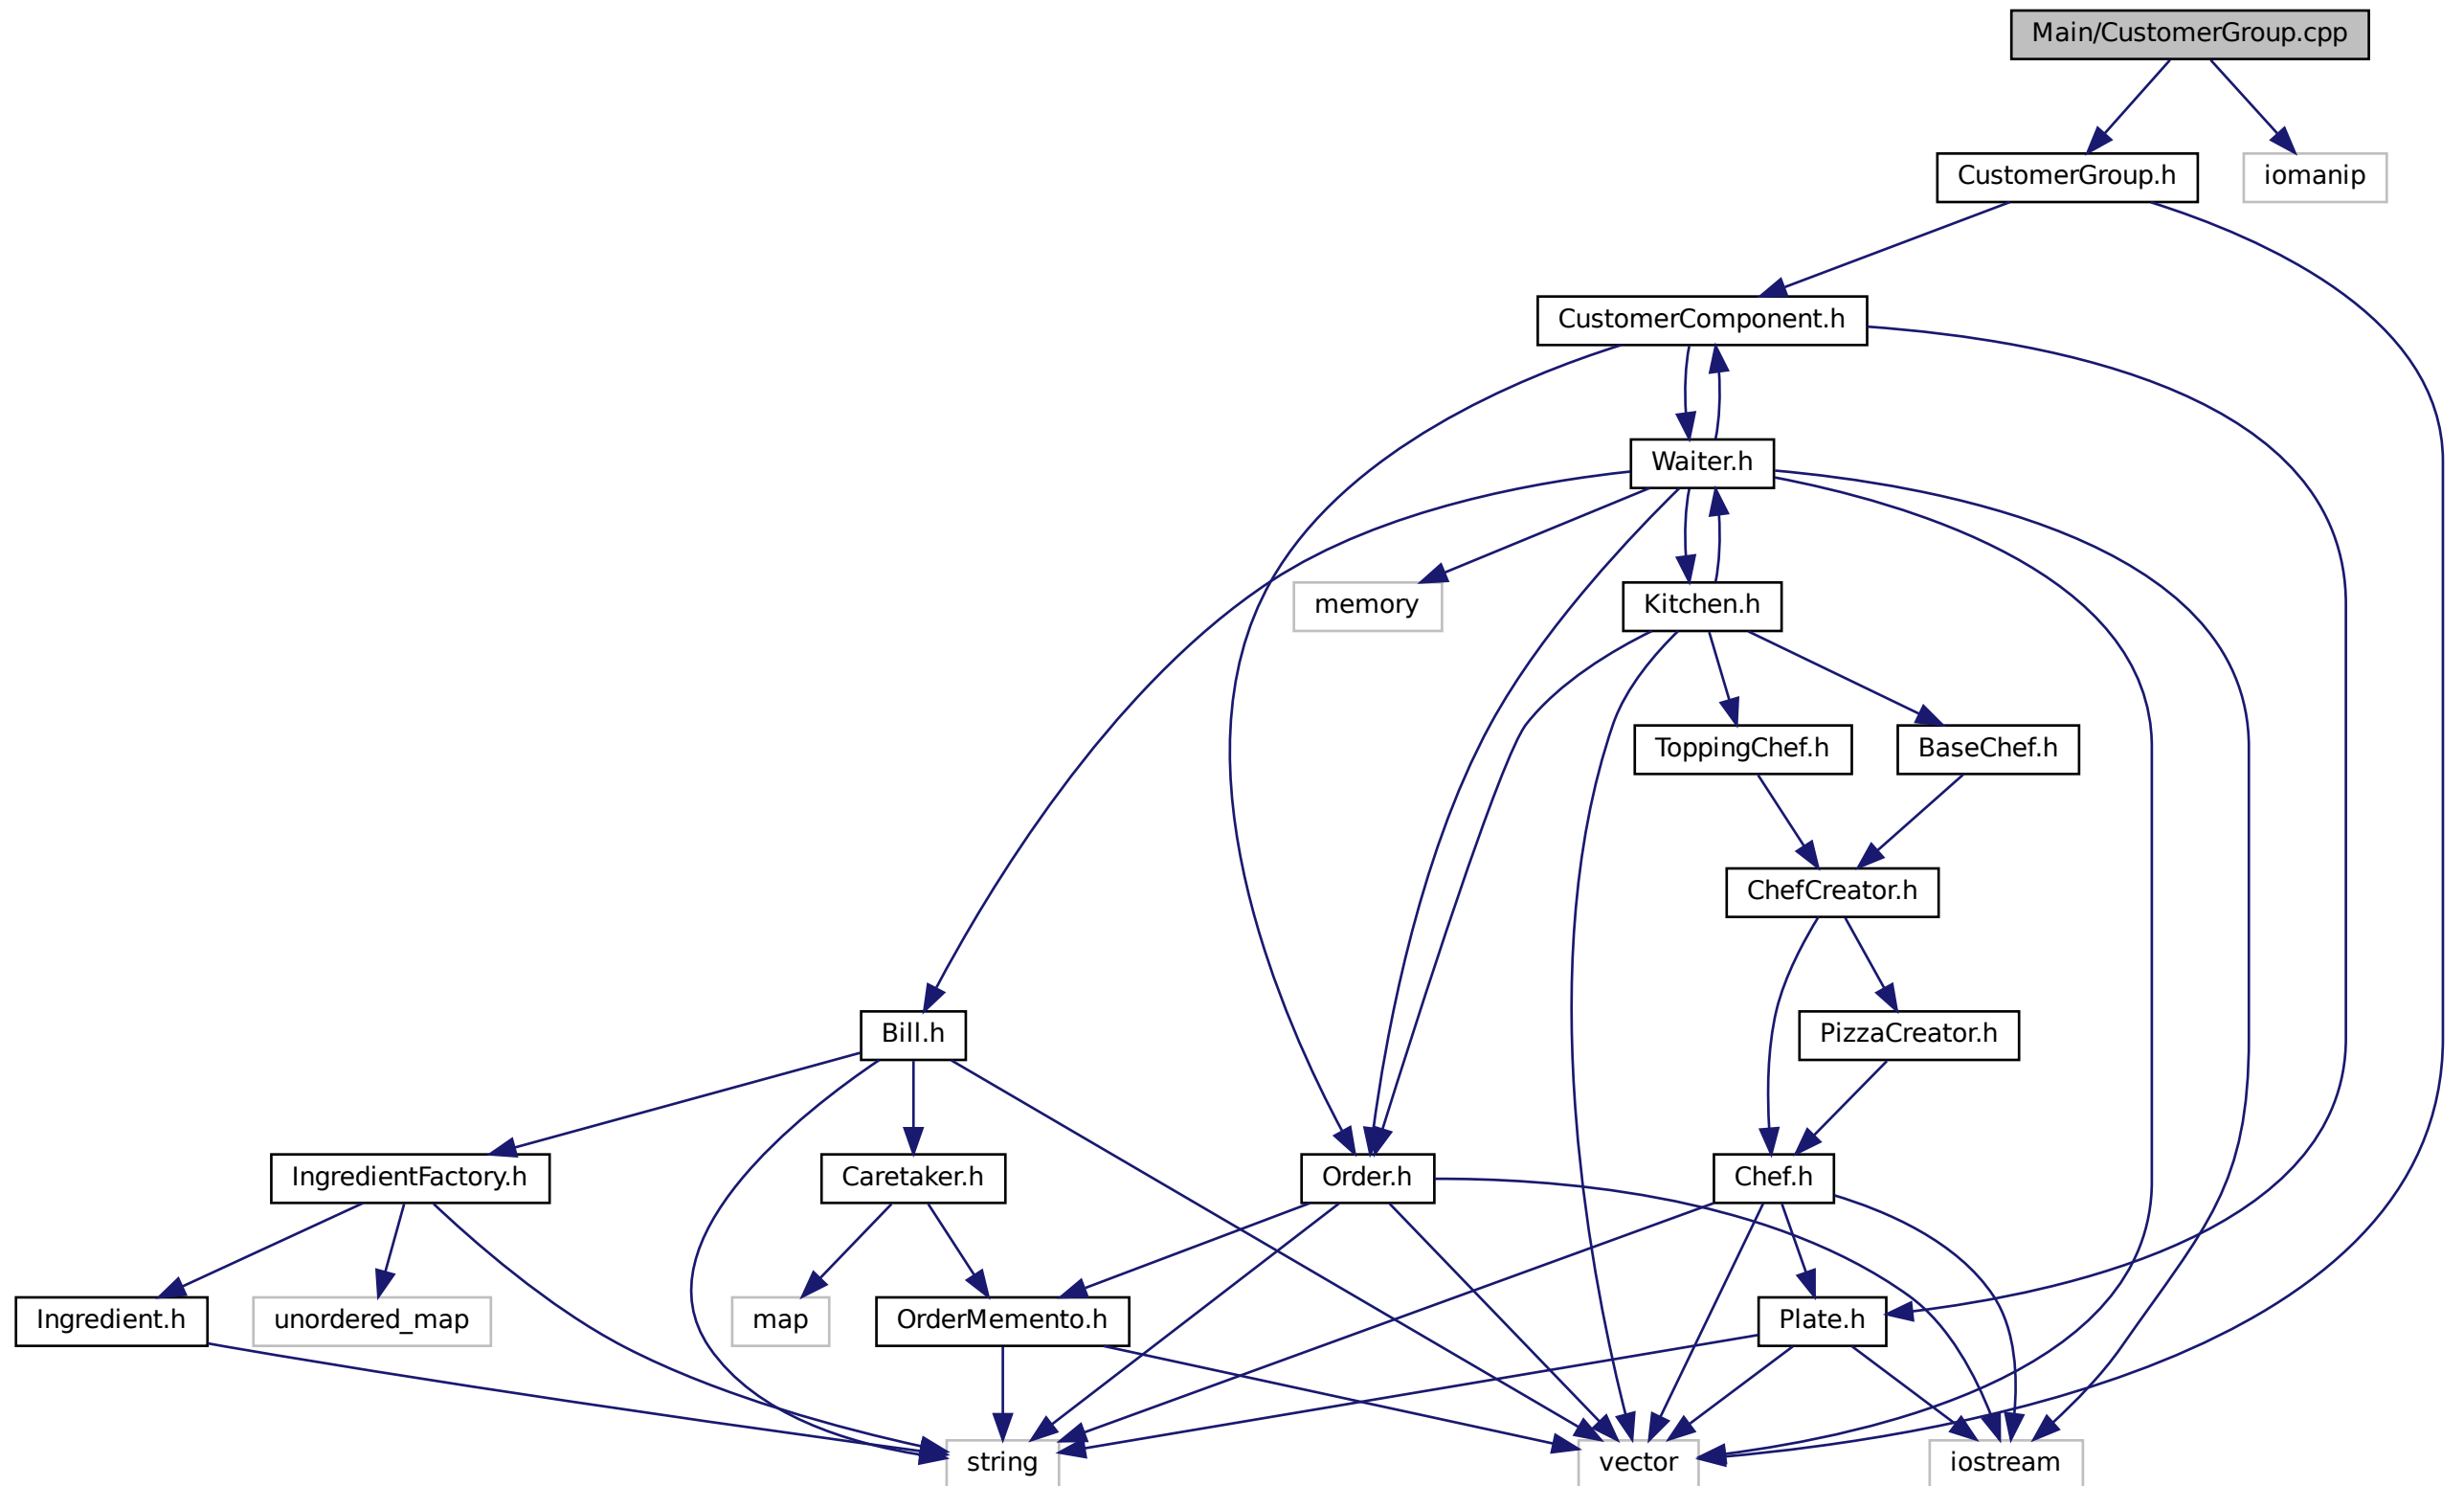 Main/CustomerGroup.cpp
CustomerGroup.h
iomanip
CustomerComponent.h
Waiter.h
memory
Kitchen.h
ToppingChef.h
BaseChef.h
ChefCreator.h
Bill.h
PizzaCreator.h
IngredientFactory.h
Caretaker.h
Order.h
Chef.h
Ingredient.h
unordered_map
map
OrderMemento.h
Plate.h
string
vector
iostream